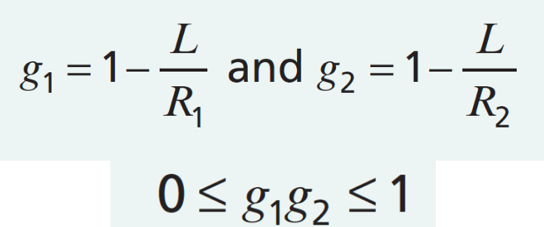 g₁ = 1 − L/R₁ and g₂ = 1 − L/R₂
0 ≤ g₁g₂ ≤ 1